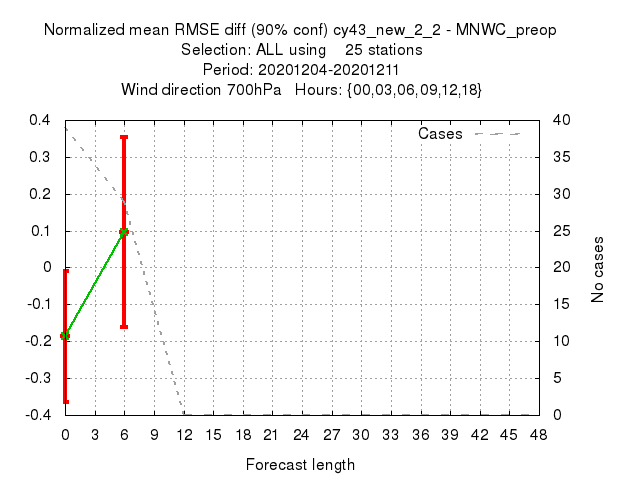 Normalized mean RMSE diff (90% conf) cy43_new_2_2 - MNWC_preop
Selection: ALL using 25 stations
Period: 20201204-20201211
Wind direction 700hPa Hours: {00,03,06,09,12,18}
Cases
0.4
0.3
0.2
0.1
0
-0.1
-0.2
-0.3
-0.4
40
35
30
25
20
15
10
5
0
No cases
0 3 6 9 12 15 18 21 24 27 30 33 36 39 42 45 48
Forecast length